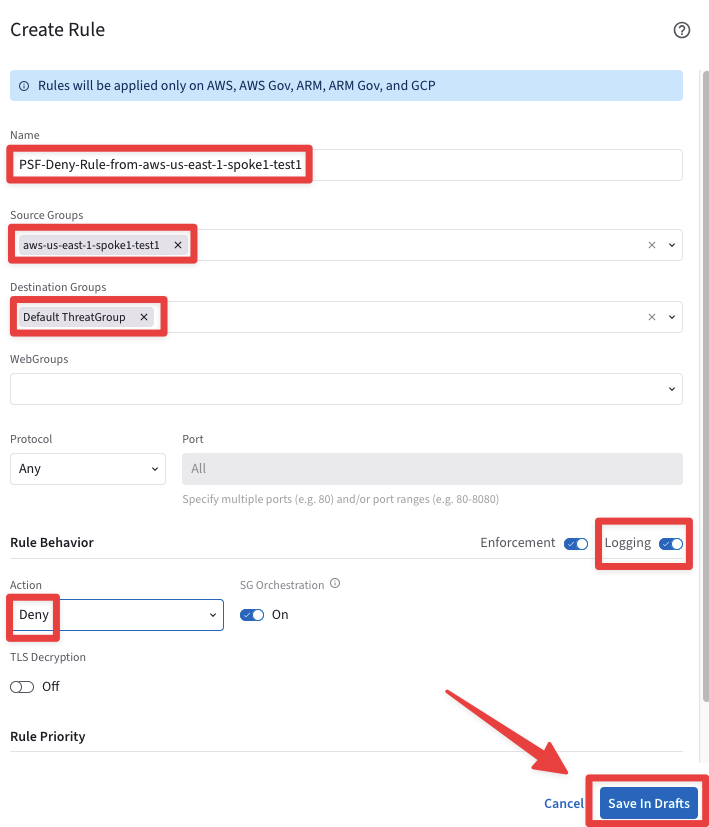 Create Rule
Rules will be applied only on AWS, AWS Gov, ARM, ARM Gov, and GCP
Name
PSF-Deny-Rule-from-aws-us-east-1-spoke1-test1
Source Groups
aws-us-east-1-spoke1-test1
Destination Groups
Default ThreatGroup
WebGroups
Protocol Port
Any All
Specify multiple ports (e.g. 80) and/or port ranges (e.g. 80-8080)
Rule Behavior Enforcement Logging
Action SG Orchestration
Deny On
TLS Decryption
Off
Rule Priority
Cancel Save In Drafts